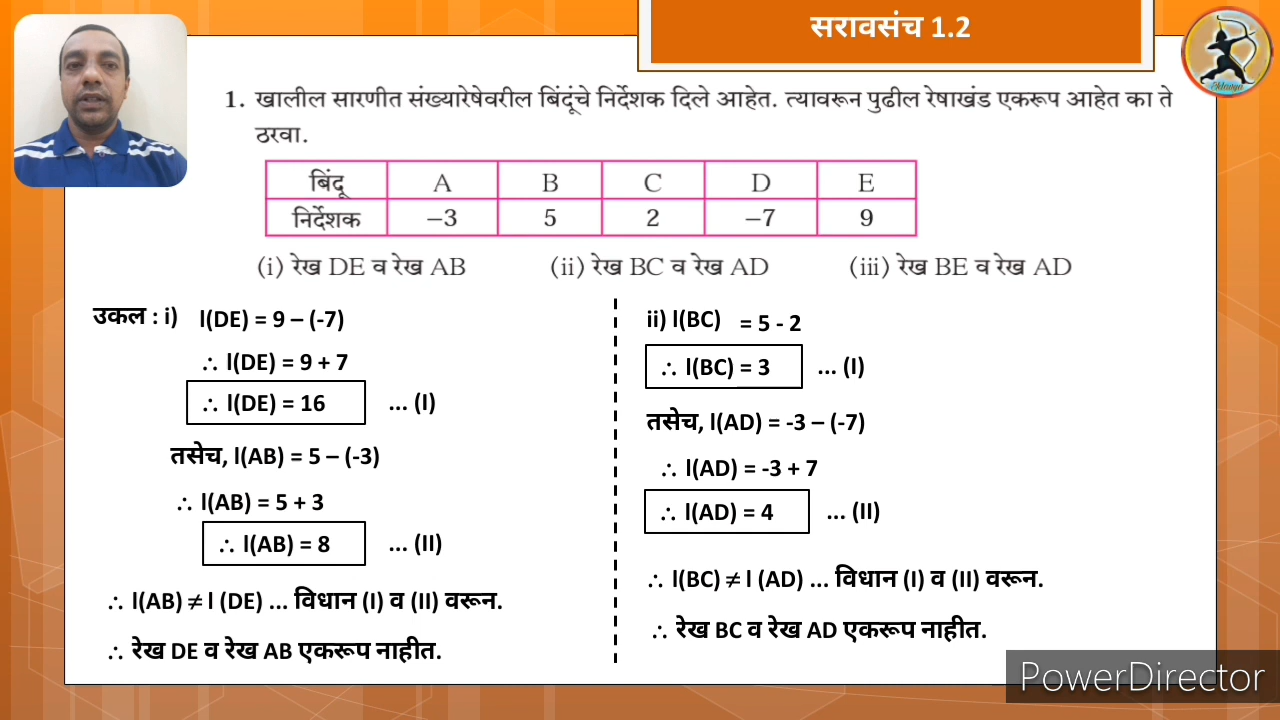 सरावसंच 1.2
1. खालील सारणीत संख्यारेषेवरील बिंदूंचे निर्देशक दिले आहेत. त्यावरून पुढील रेषाखंड एकरूप आहेत का ते
ठरवा.
बिंदू A B C D E
निर्देशक –3 5 2 –7 9
(i) रेख DE व रेख AB (ii) रेख BC व रेख AD (iii) रेख BE व रेख AD
उकल : i) l(DE) = 9 – (-7)
∴ l(DE) = 9 + 7
∴ l(DE) = 16 ... (I)
तसेच, l(AB) = 5 – (-3)
∴ l(AB) = 5 + 3
∴ l(AB) = 8 ... (II)
∴ l(AB) ≠ l (DE) ... विधान (I) व (II) वरून.
∴ रेख DE व रेख AB एकरूप नाहीत.
ii) l(BC) = 5 - 2
∴ l(BC) = 3 ... (I)
तसेच, l(AD) = -3 – (-7)
∴ l(AD) = -3 + 7
∴ l(AD) = 4 ... (II)
∴ l(BC) ≠ l (AD) ... विधान (I) व (II) वरून.
∴ रेख BC व रेख AD एकरूप नाहीत.
PowerDirector